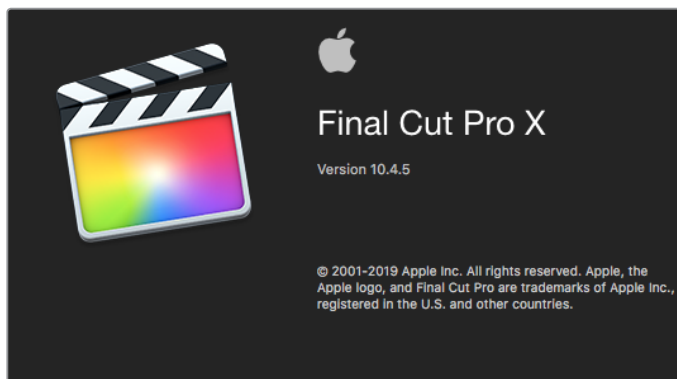 Final Cut Pro X
Version 10.4.5
© 2001-2019 Apple Inc. All rights reserved. Apple, the
Apple logo, and Final Cut Pro are trademarks of Apple Inc.,
registered in the U.S. and other countries.